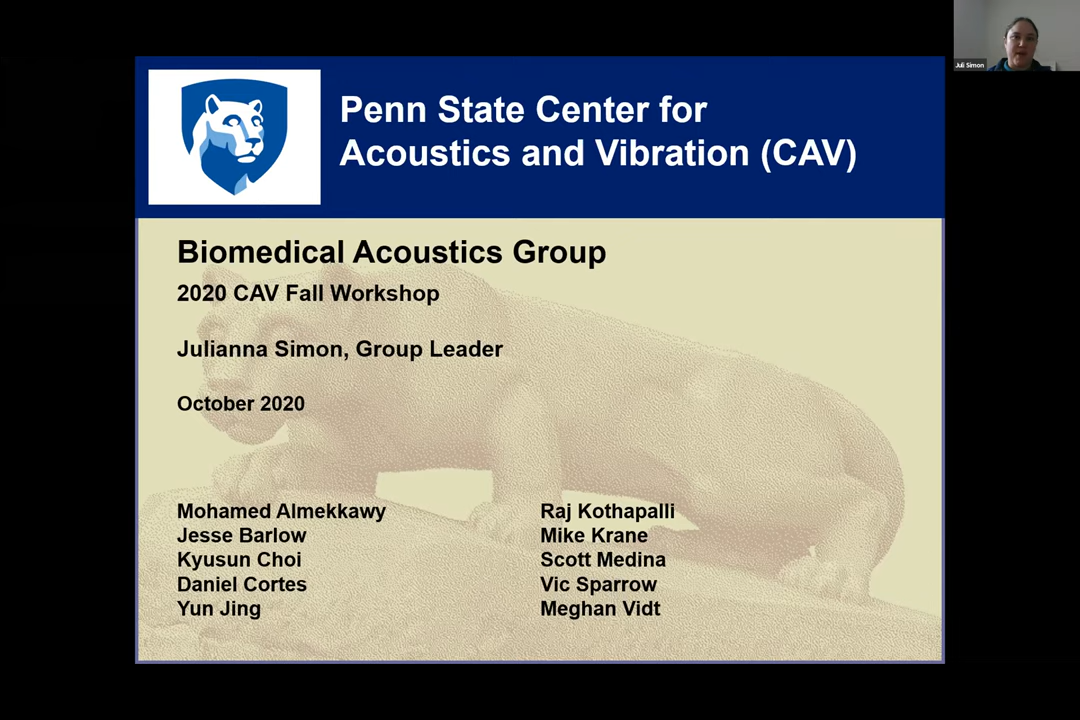 Juli Simon
Penn State Center for
Acoustics and Vibration (CAV)
Biomedical Acoustics Group
2020 CAV Fall Workshop
Julianna Simon, Group Leader
October 2020
Mohamed Almekkawy
Jesse Barlow
Kyusun Choi
Daniel Cortes
Yun Jing
Raj Kothapalli
Mike Krane
Scott Medina
Vic Sparrow
Meghan Vidt